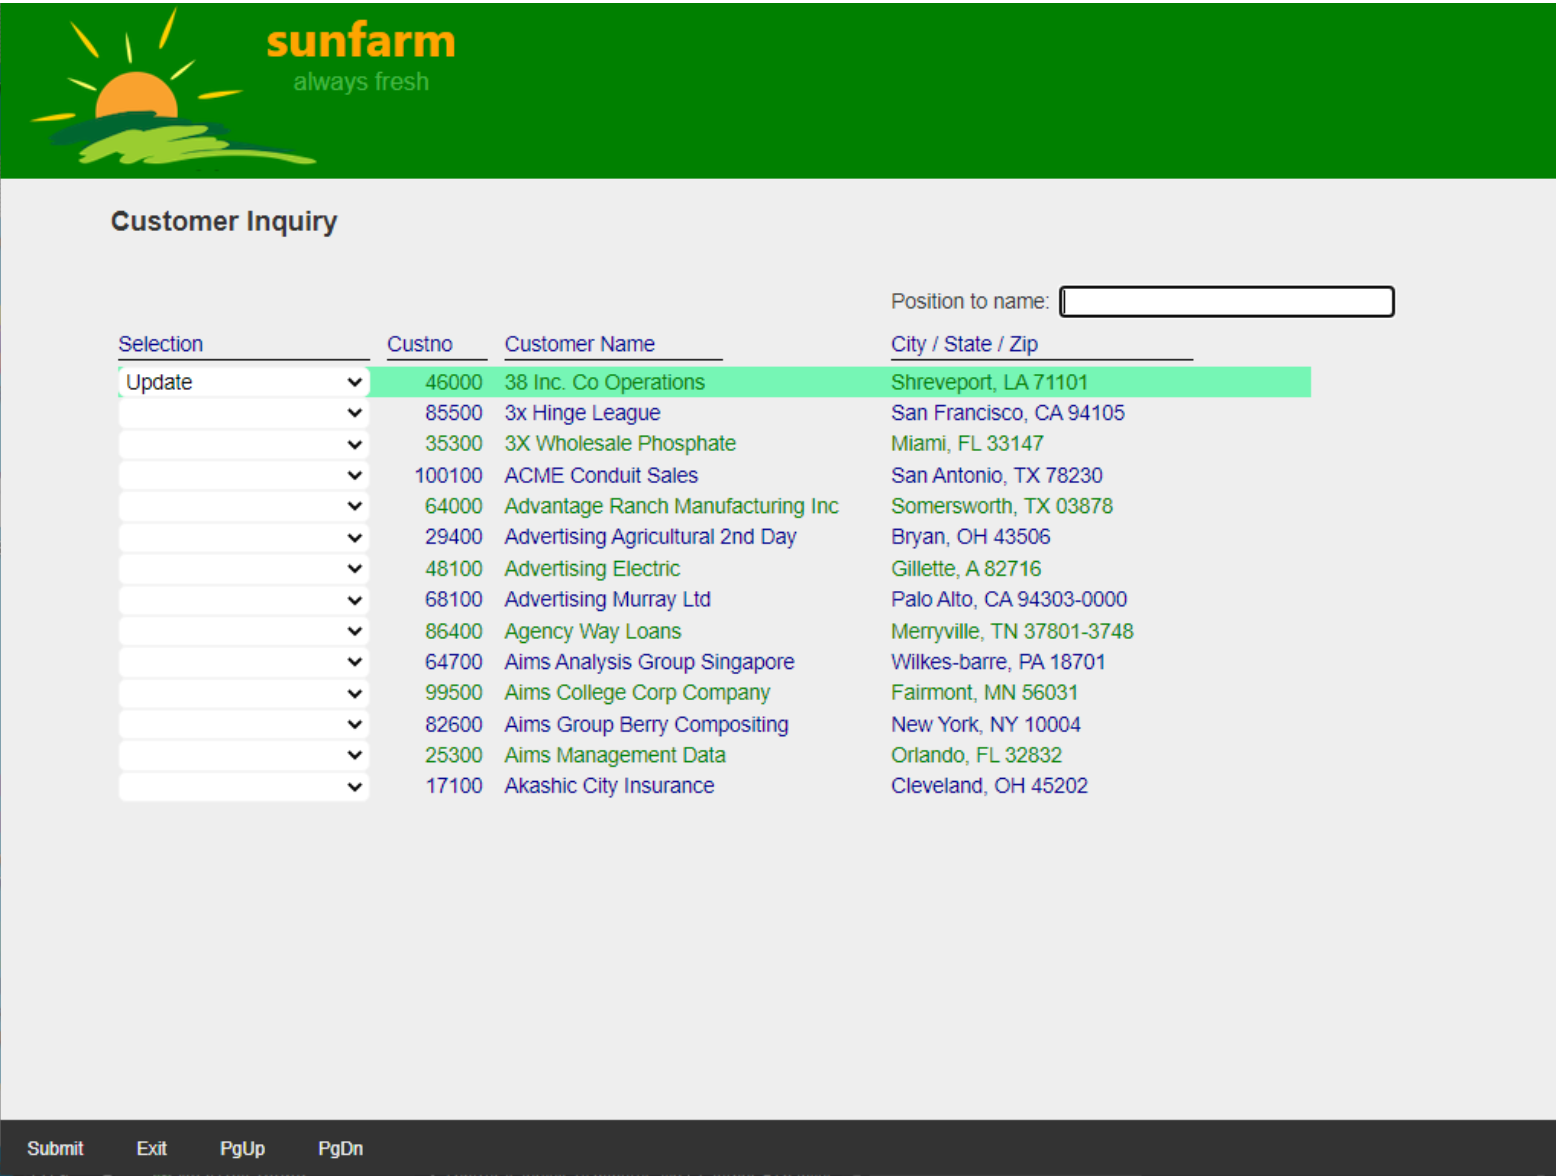 sunfarm
always fresh
Customer Inquiry
Position to name:
Selection Custno Customer Name City / State / Zip
Update 46000 38 Inc. Co Operations Shreveport, LA 71101
85500 3x Hinge League San Francisco, CA 94105
35300 3X Wholesale Phosphate Miami, FL 33147
100100 ACME Conduit Sales San Antonio, TX 78230
64000 Advantage Ranch Manufacturing Inc Somersworth, TX 03878
29400 Advertising Agricultural 2nd Day Bryan, OH 43506
48100 Advertising Electric Gillette, A 82716
68100 Advertising Murray Ltd Palo Alto, CA 94303-0000
86400 Agency Way Loans Merryville, TN 37801-3748
64700 Aims Analysis Group Singapore Wilkes-barre, PA 18701
99500 Aims College Corp Company Fairmont, MN 56031
82600 Aims Group Berry Compositing New York, NY 10004
25300 Aims Management Data Orlando, FL 32832
17100 Akashic City Insurance Cleveland, OH 45202
Submit Exit PgUp PgDn